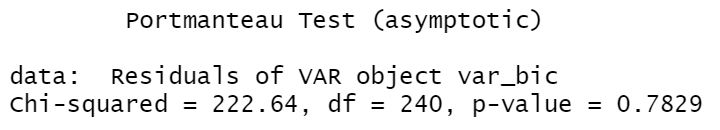 Portmanteau Test (asymptotic)
data:  Residuals of VAR object var_bic
Chi-squared = 222.64, df = 240, p-value = 0.7829